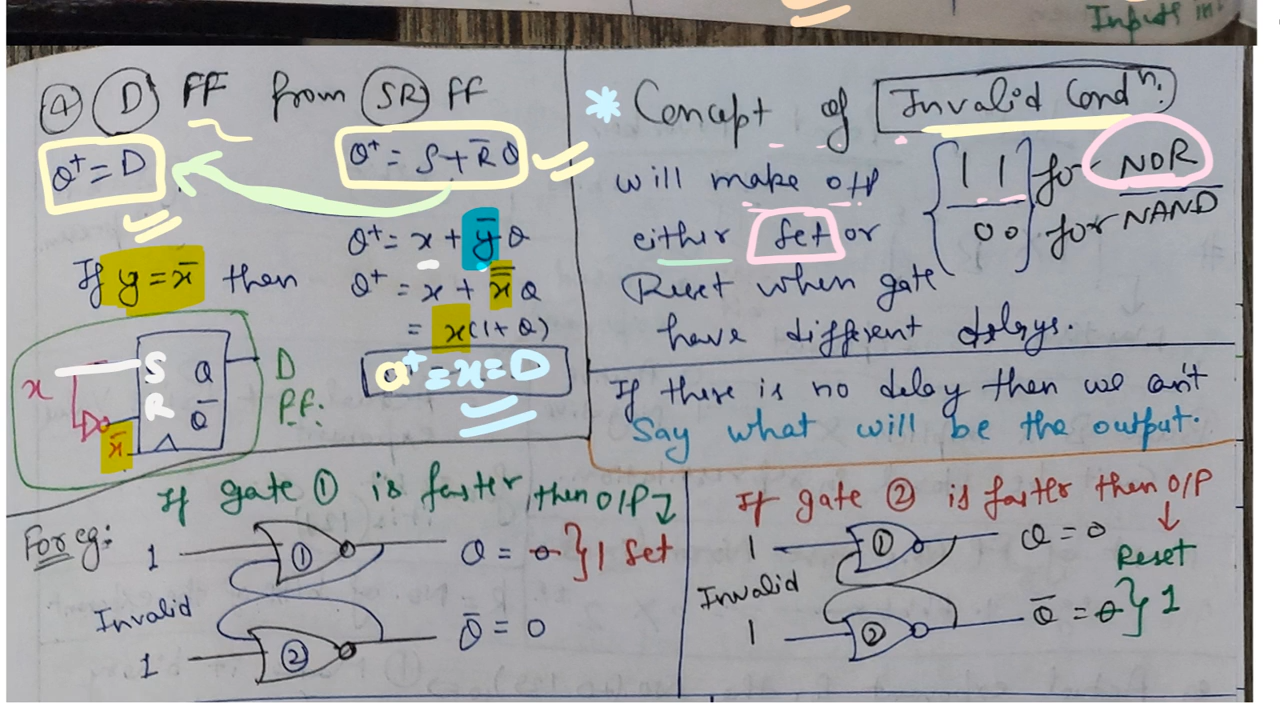 Inputs in
④ D FF from SR FF
Q⁺ = D
Q⁺ = S + R̅Q
Q⁺ = x + y̅Q
If y = x̅ then
Q⁺ = x + x̿Q
= x(1 + Q)
Q⁺ = x = D
x
S Q
R Q̅
x̅
D
FF.
* Concept of Invalid Condⁿ.
will make o/p
either Set or
Reset when gate
have different delays.
1 1 for NOR
0 0 for NAND
If there is no delay then we can't
Say what will be the output.
For eg:
If gate ① is faster, then O/P ↓
1 ① Q = 0 } 1 Set
Invalid
1 ② Q̅ = 0
If gate ② is faster then O/P
↓
Reset
1 ① Q = 0
Invalid
1 ② Q̅ = 0 } 1